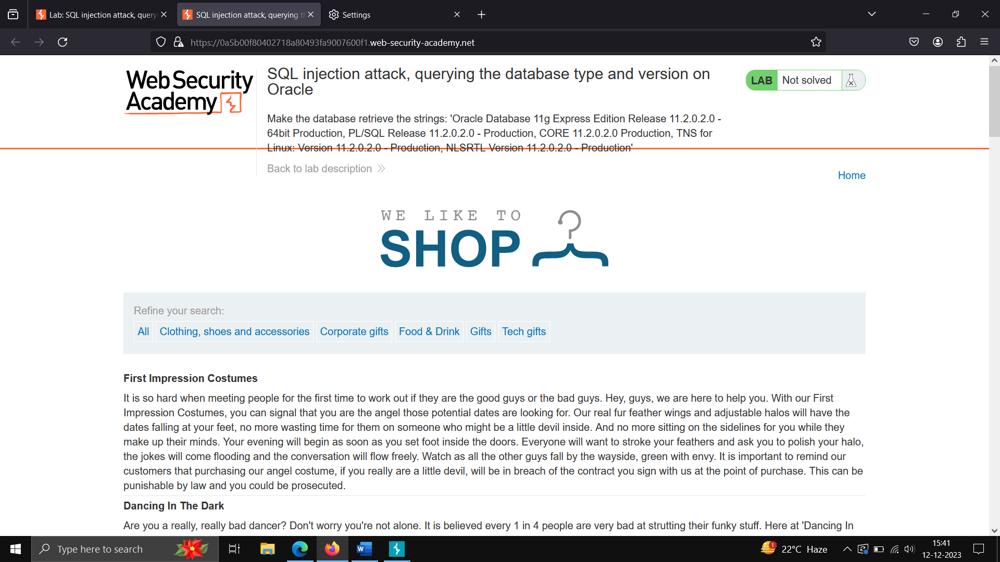 Lab: SQL injection attack, query
SQL injection attack, querying t
Settings
https://0a5b00f80402718a80493fa9007600f1.web-security-academy.net
Web Security
Academy
SQL injection attack, querying the database type and version on
Oracle
LAB
Not solved
Make the database retrieve the strings: 'Oracle Database 11g Express Edition Release 11.2.0.2.0 -
64bit Production, PL/SQL Release 11.2.0.2.0 - Production, CORE 11.2.0.2.0 Production, TNS for
Linux: Version 11.2.0.2.0 - Production, NLSRTL Version 11.2.0.2.0 - Production'
Back to lab description
Home
WE LIKE TO
SHOP
Refine your search:
All
Clothing, shoes and accessories
Corporate gifts
Food & Drink
Gifts
Tech gifts
First Impression Costumes
It is so hard when meeting people for the first time to work out if they are the good guys or the bad guys. Hey, guys, we are here to help you. With our First
Impression Costumes, you can signal that you are the angel those potential dates are looking for. Our real fur feather wings and adjustable halos will have the
dates falling at your feet, no more wasting time for them on someone who might be a little devil inside. And no more sitting on the sidelines for you while they
make up their minds. Your evening will begin as soon as you set foot inside the doors. Everyone will want to stroke your feathers and ask you to polish your halo,
the jokes will come flooding and the conversation will flow freely. Watch as all the other guys fall by the wayside, green with envy. It is important to remind our
customers that purchasing our angel costume, if you really are a little devil, will be in breach of the contract you sign with us at the point of purchase. This can be
punishable by law and you could be prosecuted.
Dancing In The Dark
Are you a really, really bad dancer? Don't worry you're not alone. It is believed every 1 in 4 people are very bad at strutting their funky stuff. Here at 'Dancing In
Type here to search
W
1
22°C Haze
15:41
12-12-2023